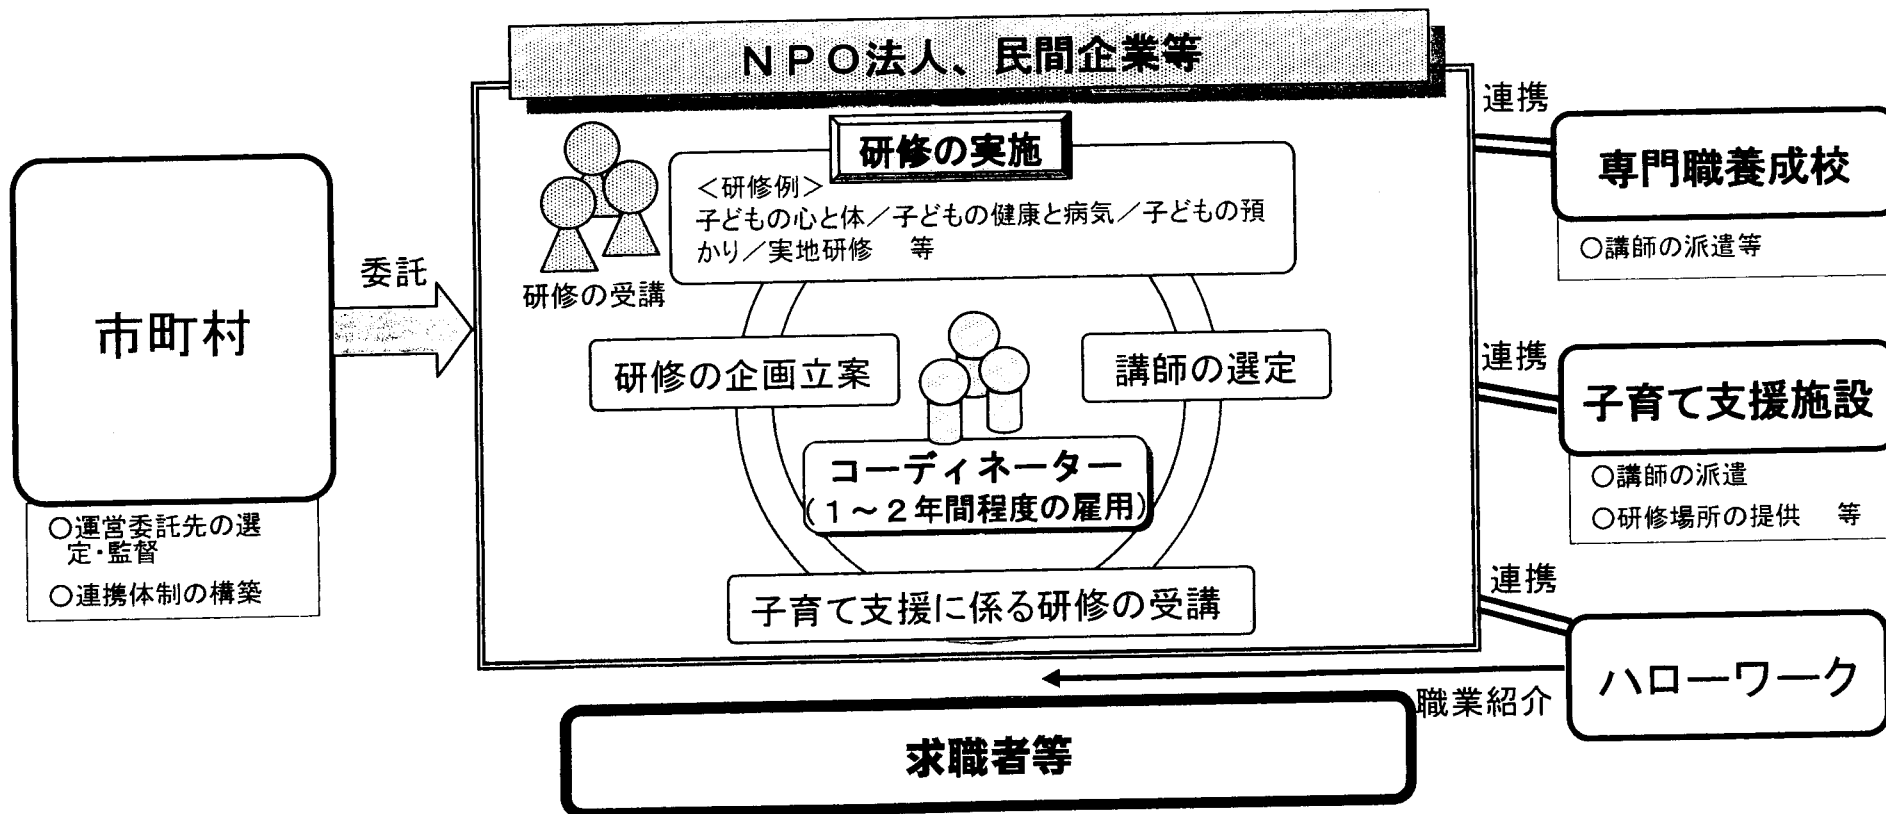 NPO法人、民間企業等
研修の実施
<研修例>
子どもの心と体/子どもの健康と病気/子どもの預
かり/実地研修 等
研修の受講
市町村
委託
○運営委託先の選
定・監督
○連携体制の構築
研修の企画立案
講師の選定
コーディネーター
(1~2年間程度の雇用)
子育て支援に係る研修の受講
連携
専門職養成校
○講師の派遣等
連携
子育て支援施設
○講師の派遣
○研修場所の提供 等
連携
ハローワーク
職業紹介
求職者等